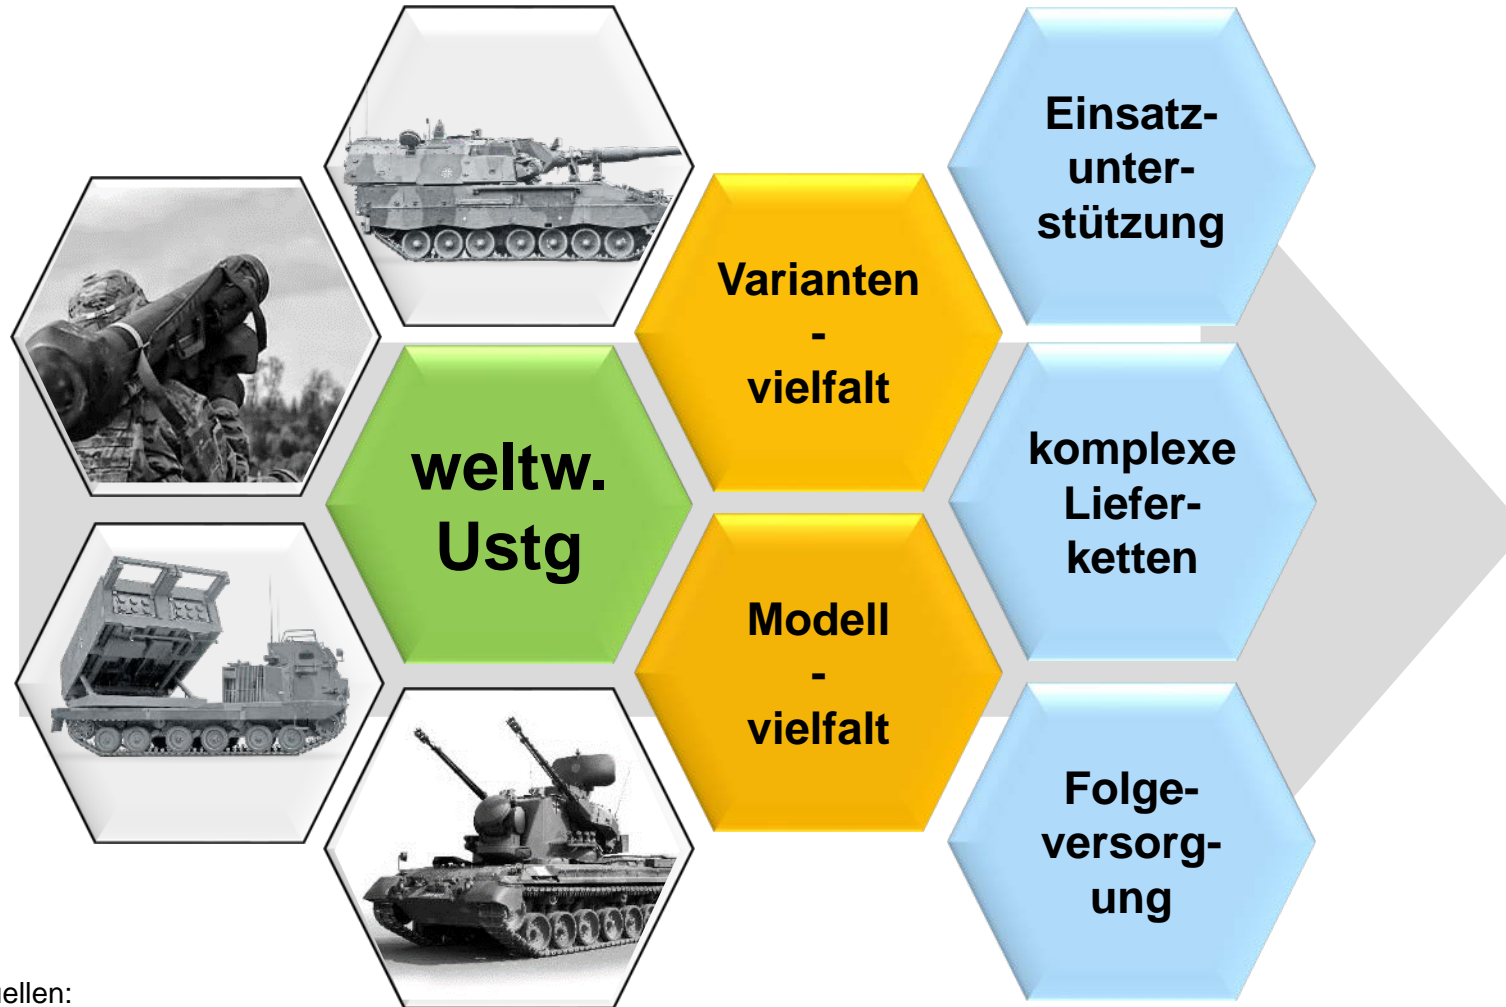 weltw.
Ustg
Varianten
-
vielfalt
Modell
-
vielfalt
Einsatz-
unter-
stützung
komplexe
Liefer-
ketten
Folge-
versorg-
ung
ellen: